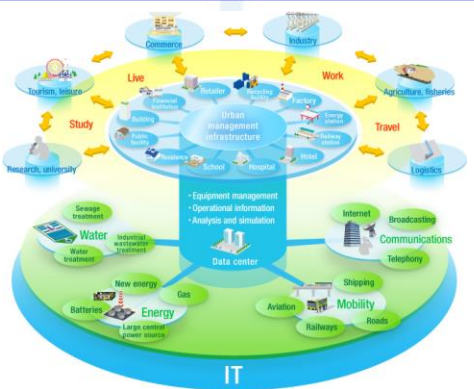 Commerce
Industry
Live
Work
Tourism, leisure
Agriculture, fisheries
Retailer
Recycling
facility
Financial
institution
Factory
Building
Urban
management
infrastructure
Energy
station
Study
Public
facility
Railway
station
Travel
Residence
School
Hospital
Hotel
Research, university
Logistics
• Equipment management
• Operational information
• Analysis and simulation
Data center
Sewage
treatment
Water
Industrial
wastewater
treatment
Water
treatment
Internet
Broadcasting
Communications
Telephony
New energy
Gas
Batteries
Energy
Large central
power source
Shipping
Aviation
Mobility
Railways
Roads
IT